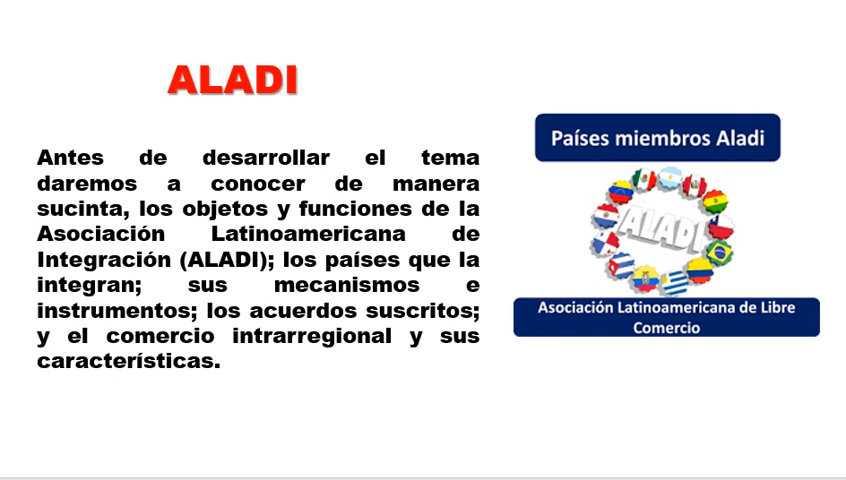 ALADI
Antes de desarrollar el tema
daremos a conocer de manera
sucinta, los objetos y funciones de la
Asociación Latinoamericana de
Integración (ALADI); los países que la
integran; sus mecanismos e
instrumentos; los acuerdos suscritos;
y el comercio intrarregional y sus
características.
Países miembros Aladi
ALADI
Asociación Latinoamericana de Libre
Comercio